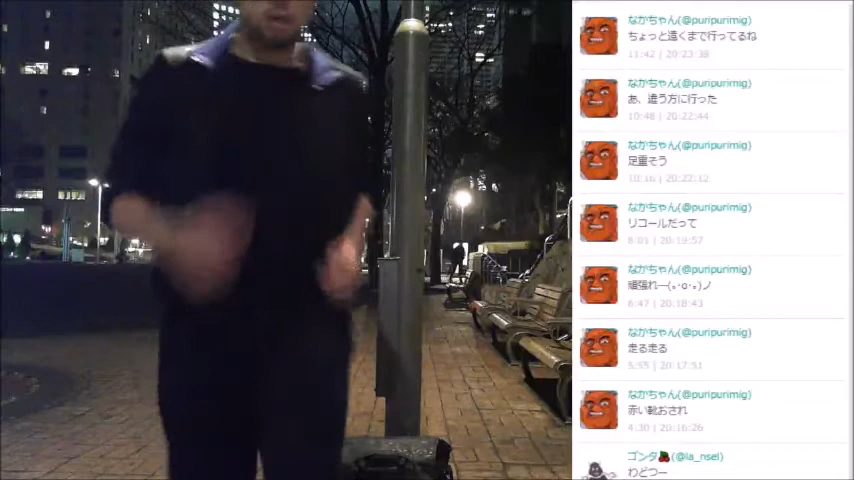 なかちゃん(@puripurimig)
ちょっと遠くまで行ってるね
11:42 | 20:23:38
なかちゃん(@puripurimig)
あ、違う方に行った
10:48 | 20:22:44
なかちゃん(@puripurimig)
足重そう
10:16 | 20:22:12
なかちゃん(@puripurimig)
リコールだって
8:01 | 20:19:57
なかちゃん(@puripurimig)
頑張れー(｡･o･｡)ノ
6:47 | 20:18:43
なかちゃん(@puripurimig)
走る走る
5:55 | 20:17:51
なかちゃん(@puripurimig)
赤い靴おされ
4:30 | 20:16:26
ゴンタ🍒(@la_nsel)
わどつー